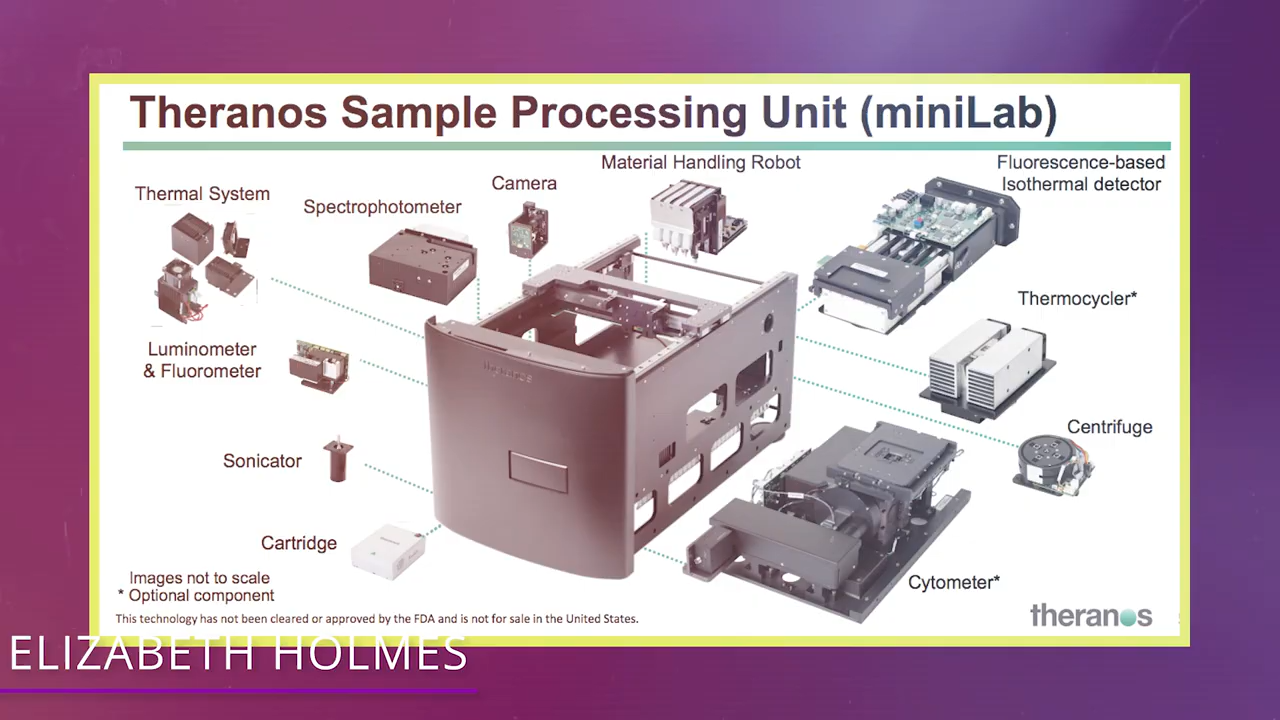 Theranos Sample Processing Unit (miniLab)
Material Handling Robot
Fluorescence-based
Isothermal detector
Camera
Thermal System
Spectrophotometer
Thermocycler*
Luminometer
& Fluorometer
theranos
Centrifuge
Sonicator
Cartridge
Images not to scale
* Optional component
Cytometer*
This technology has not been cleared or approved by the FDA and is not for sale in the United States.
theranos
ELIZABETH HOLMES